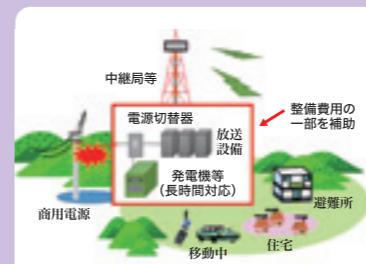 中継局等
整備費用の
一部を補助
電源切替器
放送
設備
発電機等
(長時間対応)
商用電源
避難所
住宅
移動中